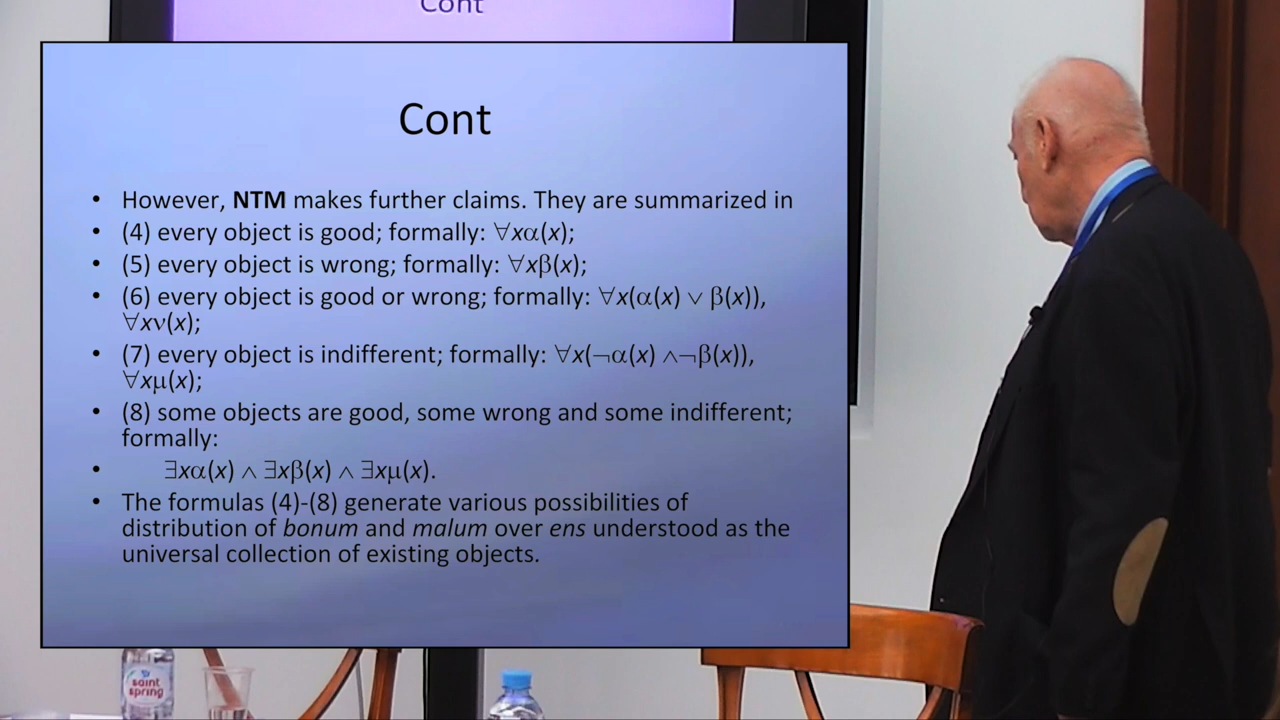 Cont
Cont
• However, NTM makes further claims. They are summarized in
• (4) every object is good; formally: ∀xα(x);
• (5) every object is wrong; formally: ∀xβ(x);
• (6) every object is good or wrong; formally: ∀x(α(x) ∨ β(x)),
∀xν(x);
• (7) every object is indifferent; formally: ∀x(¬α(x) ∧¬β(x)),
∀xμ(x);
• (8) some objects are good, some wrong and some indifferent;
formally:
• ∃xα(x) ∧ ∃xβ(x) ∧ ∃xμ(x).
• The formulas (4)-(8) generate various possibilities of
distribution of bonum and malum over ens understood as the
universal collection of existing objects.
saint
spring